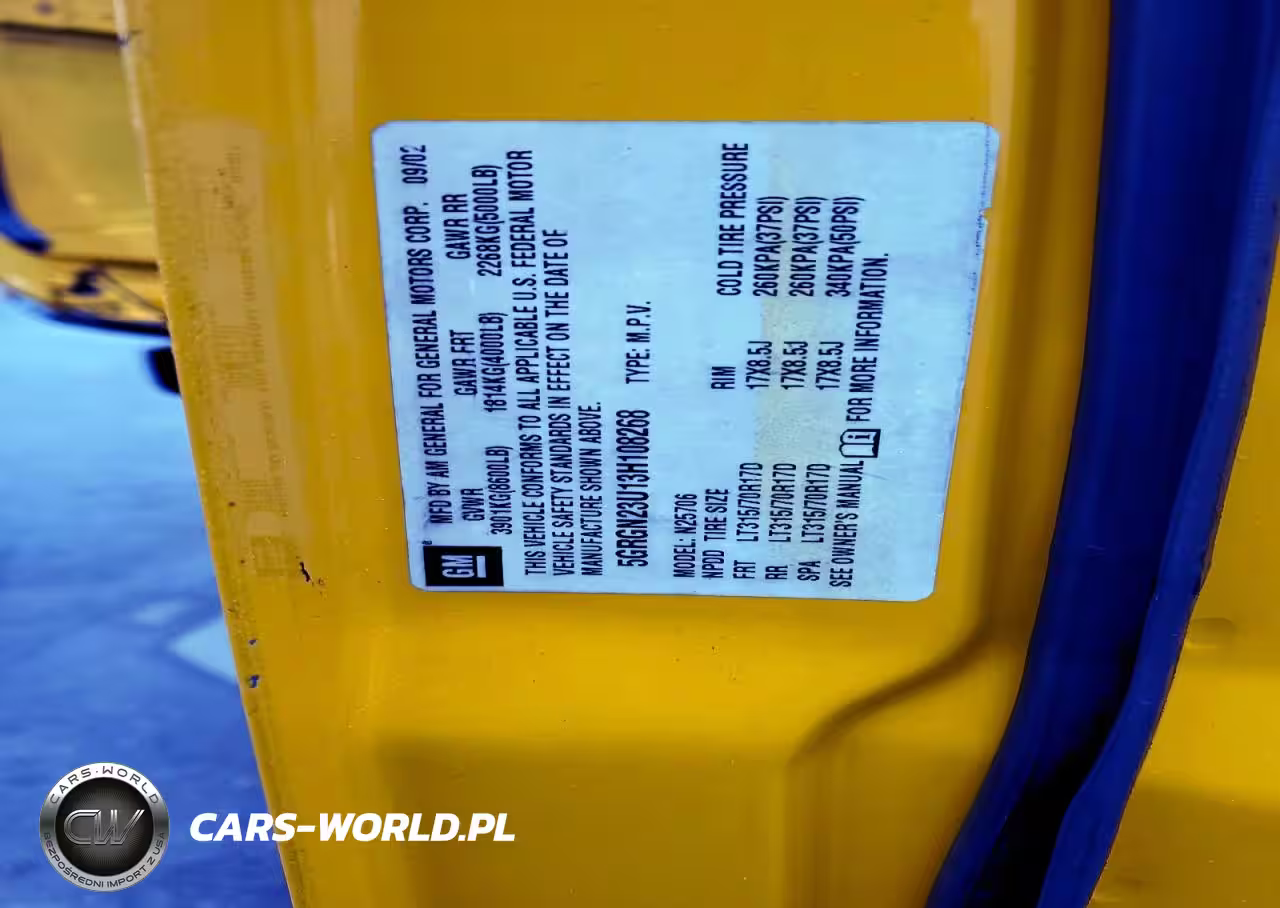 GM
MFD BY AM GENERAL FOR GENERAL MOTORS CORP. 09/02
GVWR GAWR FRT GAWR RR
3901KG(8600LB) 1814KG(4000LB) 2268KG(5000LB)
THIS VEHICLE CONFORMS TO ALL APPLICABLE U.S. FEDERAL MOTOR
VEHICLE SAFETY STANDARDS IN EFFECT ON THE DATE OF
MANUFACTURE SHOWN ABOVE.
5GRGN23U13H108268 TYPE: M.P.V.
MODEL: N25706
NPDD TIRE SIZE RIM COLD TIRE PRESSURE
FRT LT315/70R17D 17X8.5J 260KPA(37PSI)
RR LT315/70R17D 17X8.5J 260KPA(37PSI)
SPA LT315/70R17D 17X8.5J 340KPA(50PSI)
SEE OWNER'S MANUAL FOR MORE INFORMATION.
CARS-WORLD
CW
BEZPOŚREDNI IMPORT Z USA
CARS-WORLD.PL